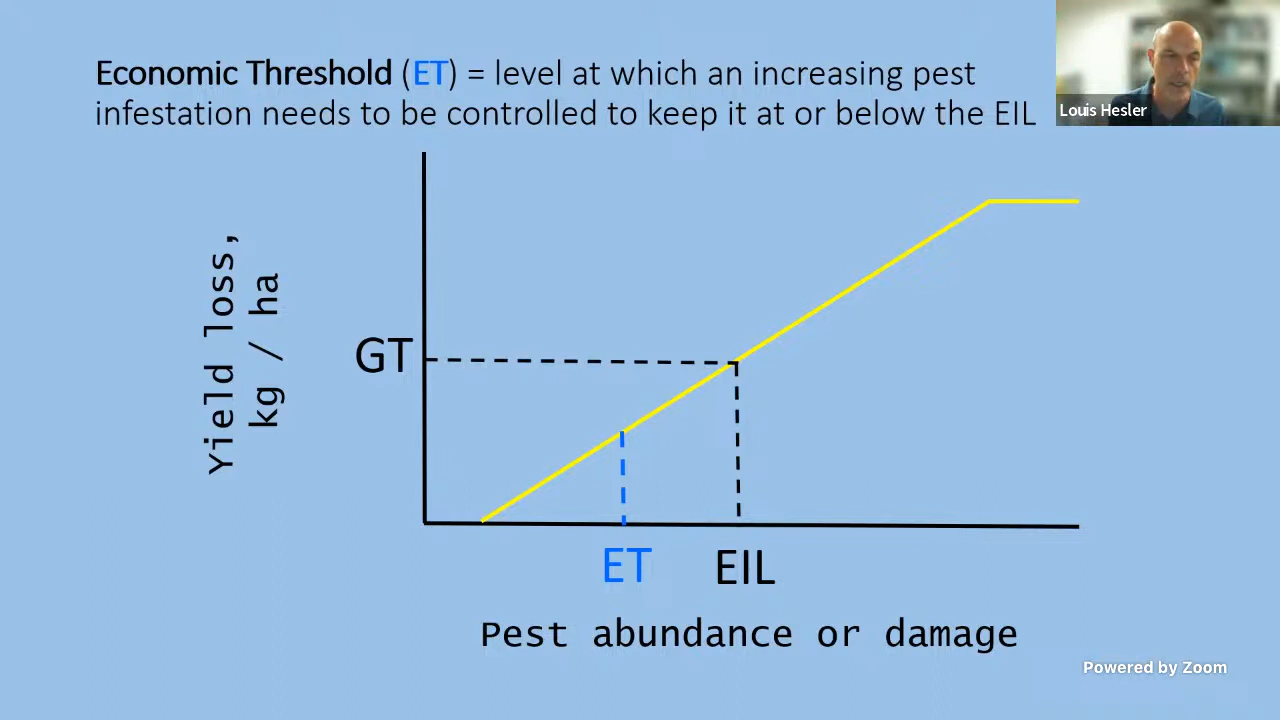 Economic Threshold (ET) = level at which an increasing pest
infestation needs to be controlled to keep it at or below the EIL
Louis Hesler
Yield loss,
kg / ha
GT
ET
EIL
Pest abundance or damage
Powered by Zoom